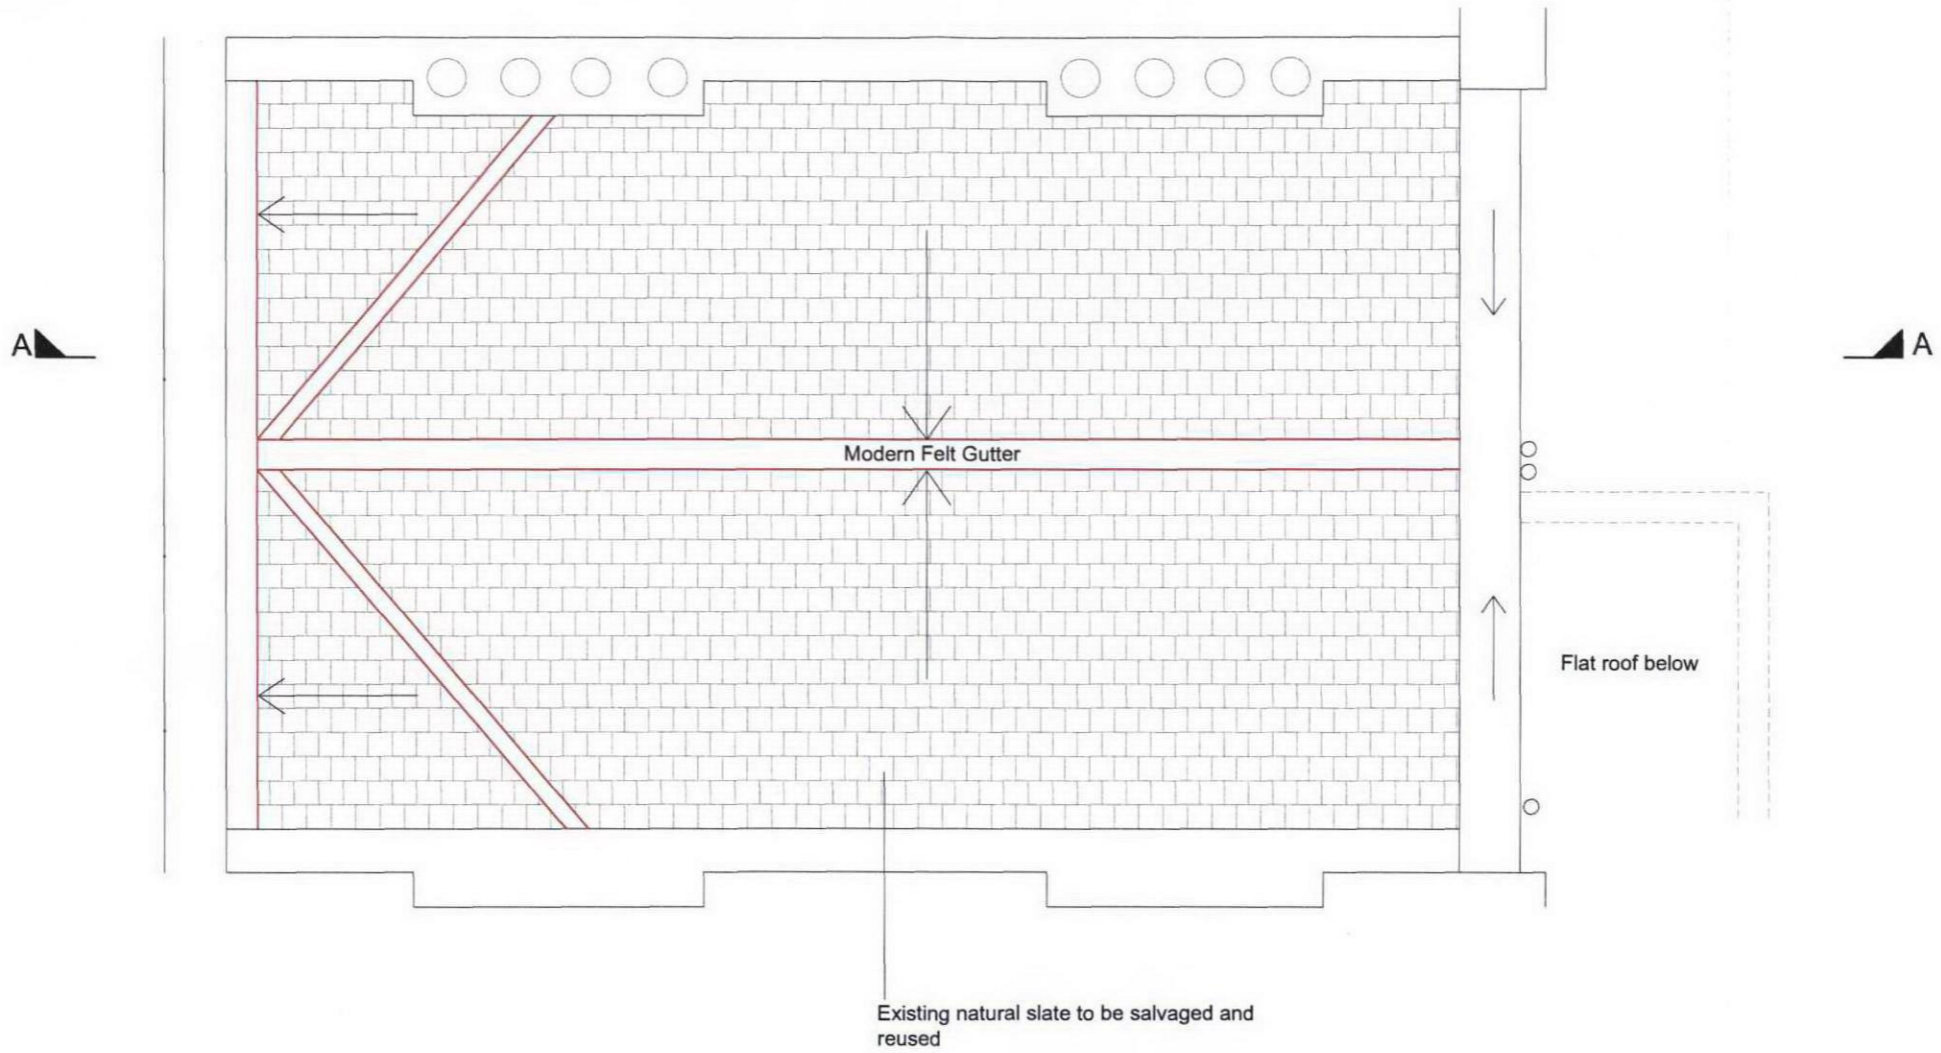 A
A
Modern Felt Gutter
Flat roof below
Existing natural slate to be salvaged and
reused